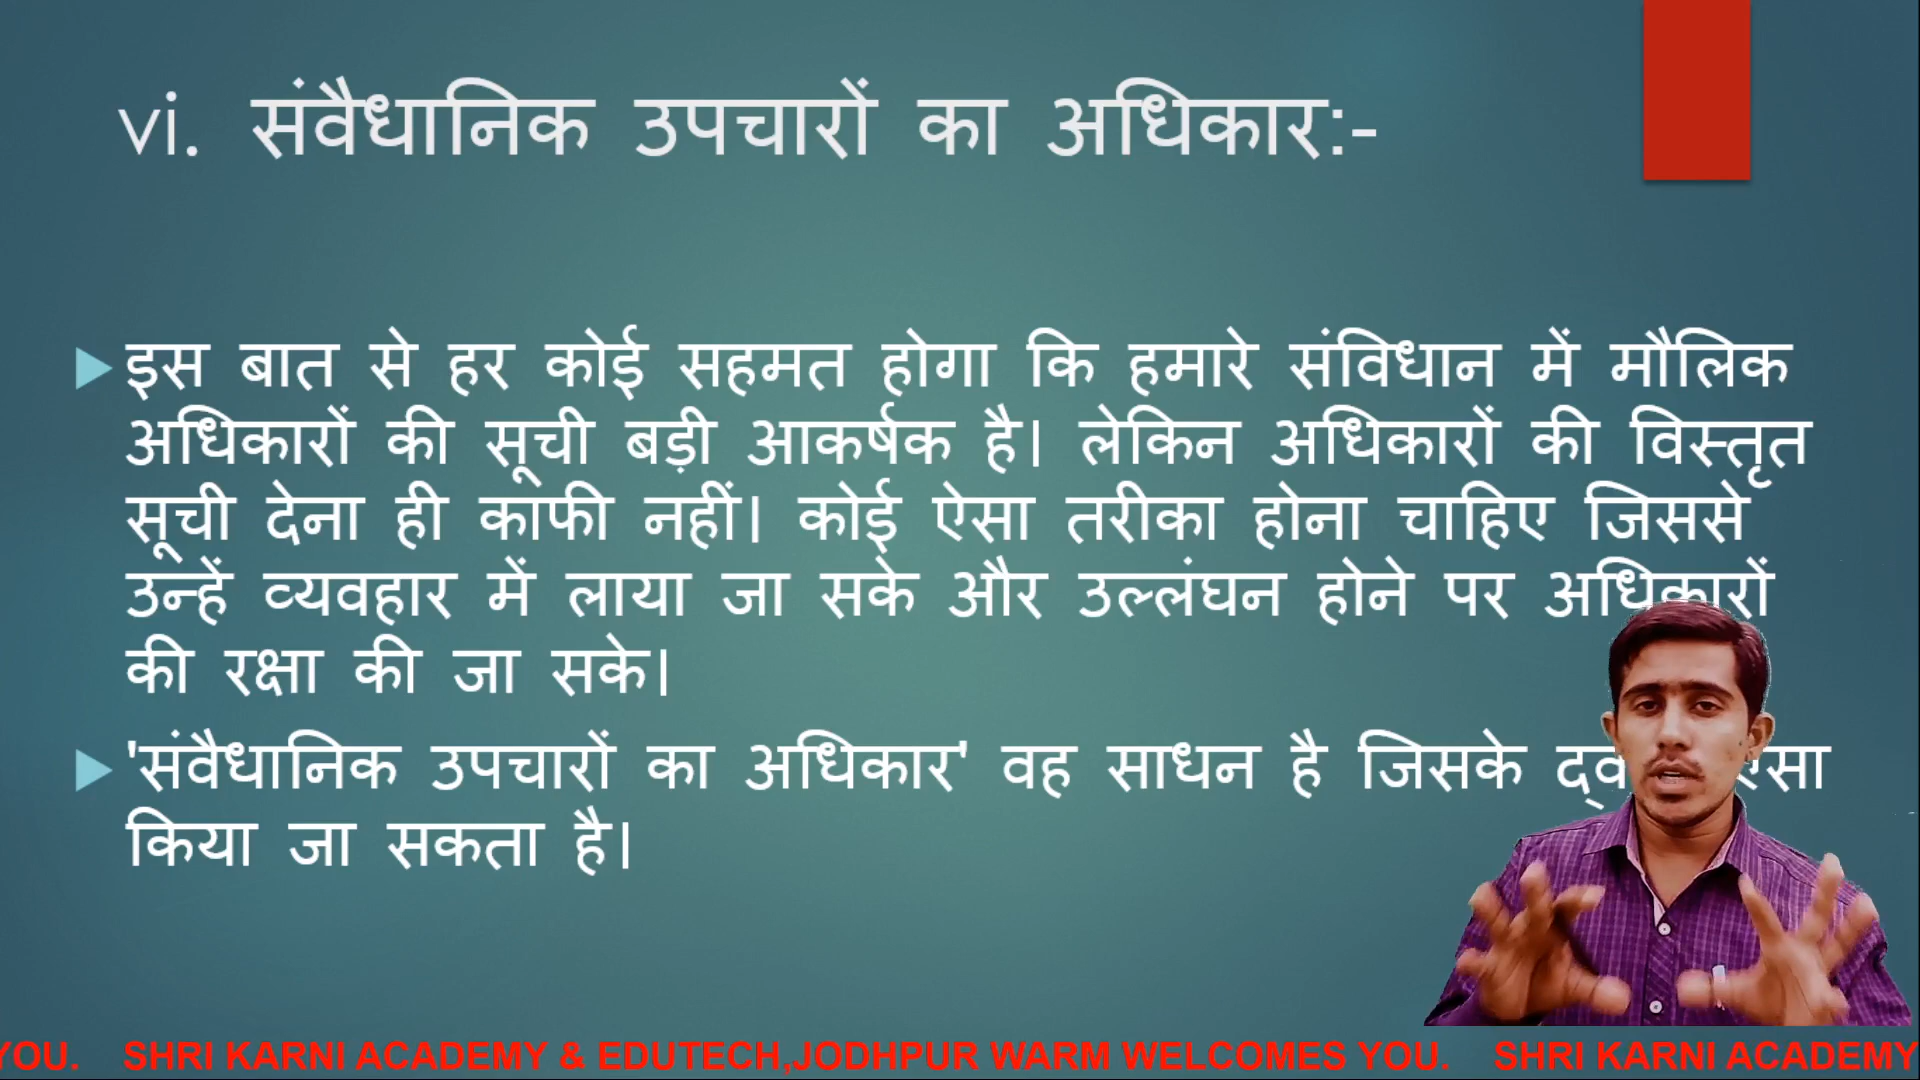 vi. संवैधानिक उपचारों का अधिकार:-
इस बात से हर कोई सहमत होगा कि हमारे संविधान में मौलिक
अधिकारों की सूची बड़ी आकर्षक है। लेकिन अधिकारों की विस्तृत
सूची देना ही काफी नहीं। कोई ऐसा तरीका होना चाहिए जिससे
उन्हें व्यवहार में लाया जा सके और उल्लंघन होने पर अधिकारों
की रक्षा की जा सके।
'संवैधानिक उपचारों का अधिकार' वह साधन है जिसके
किया जा सकता है।
YOU. SHRI KARNI ACADEMY & EDUTECH,JODHPUR WARM WELCOMES YOU. SHRI KARNI ACADEMY